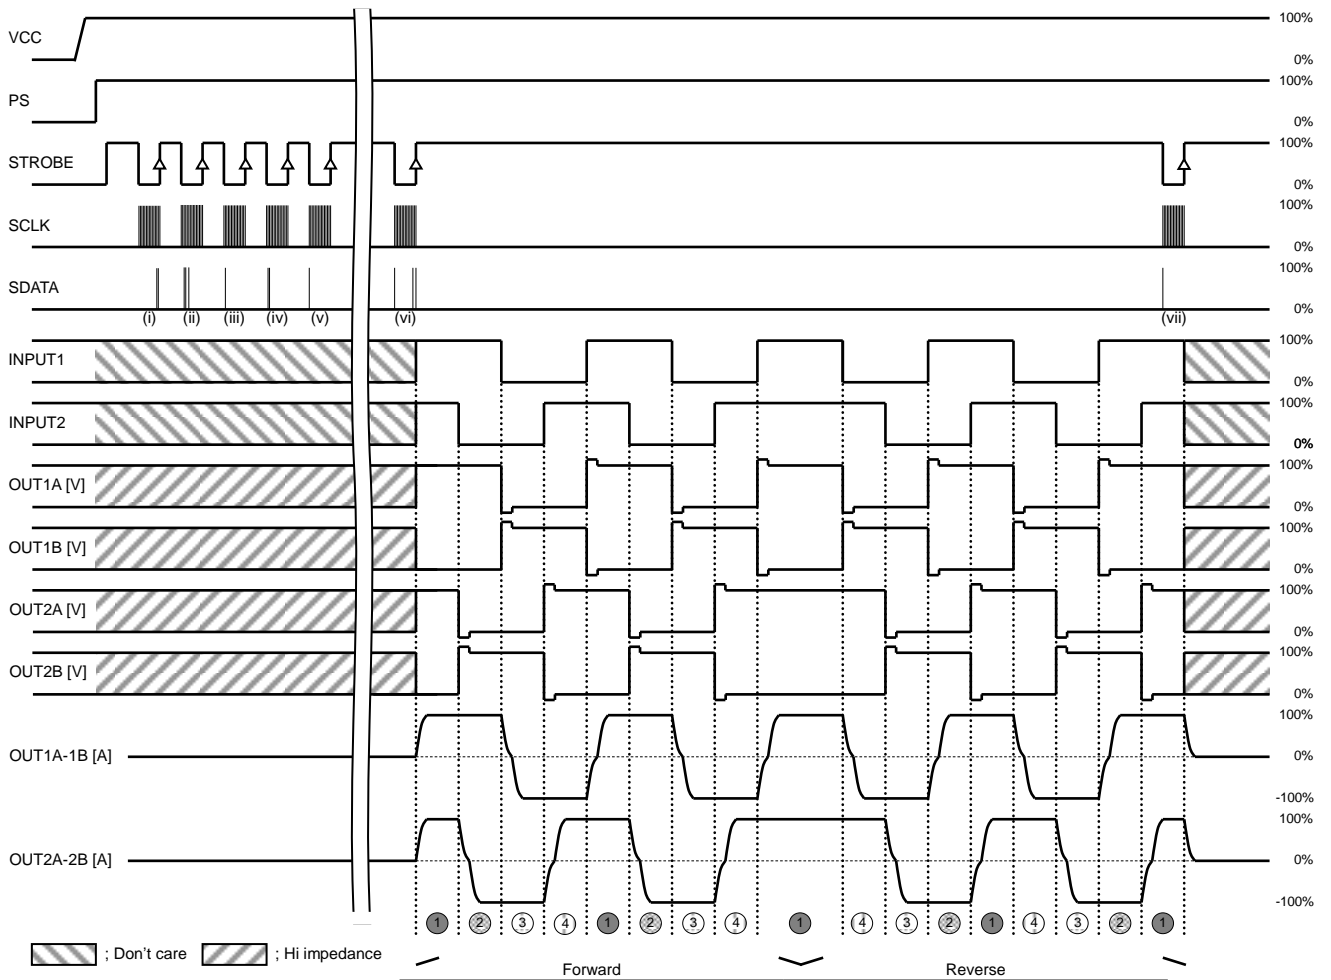 VCC 100%
0%
PS 100%
0%
STROBE 100%
0%
SCLK 100%
0%
SDATA 100%
0%
(i) (ii) (iii) (iv) (v) (vi) (vii)
INPUT1 100%
0%
INPUT2 100%
0%
OUT1A [V] 100%
0%
OUT1B [V] 100%
0%
OUT2A [V] 100%
0%
OUT2B [V] 100%
0%
OUT1A-1B [A] 100%
0%
-100%
OUT2A-2B [A] 100%
0%
-100%
1 2 3 4 1 2 3 4 1 4 3 2 1 4 3 2 1
; Don't care ; Hi impedance
Forward Reverse